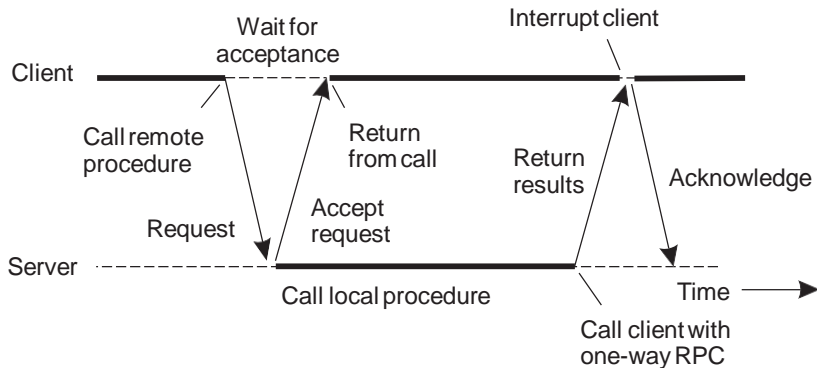 Interrupt client
Wait for
acceptance
Client
Call remote
procedure
Return
from call
Return
results
Acknowledge
Request
Accept
request
Server
Call local procedure
Time
Call client with
one-way RPC